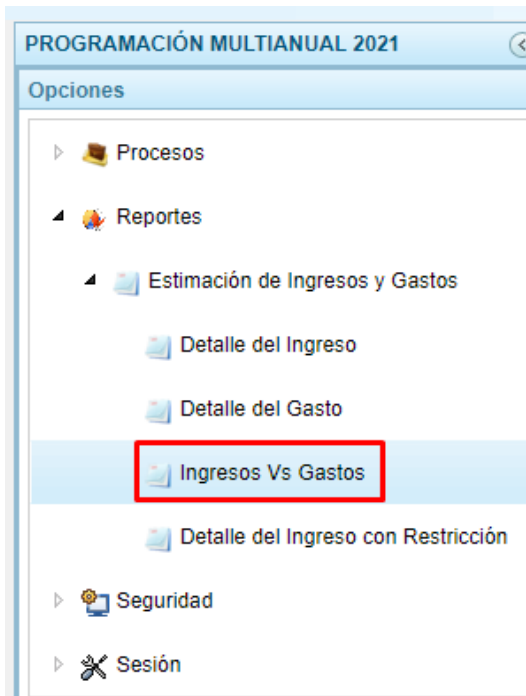 PROGRAMACIÓN MULTIANUAL 2021
Opciones
Procesos
Reportes
Estimación de Ingresos y Gastos
Detalle del Ingreso
Detalle del Gasto
Ingresos Vs Gastos
Detalle del Ingreso con Restricción
Seguridad
Sesión